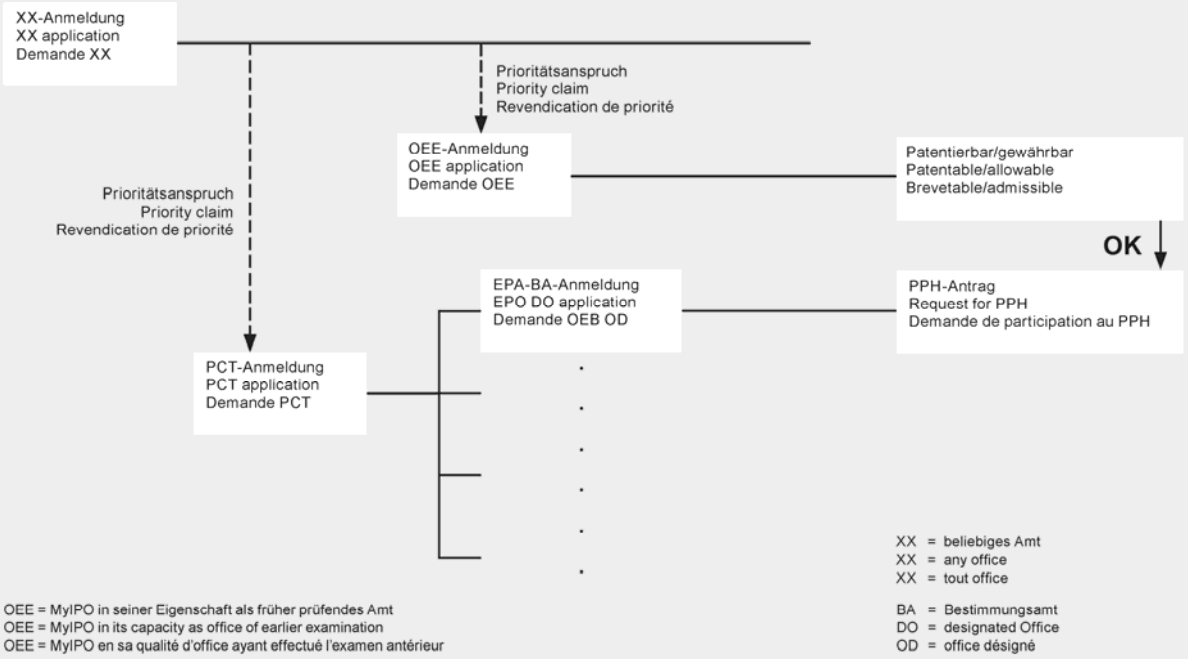 XX-Anmeldung
XX application
Demande XX
Prioritätsanspruch
Priority claim
Revendication de priorité
OEE-Anmeldung
OEE application
Demande OEE
Patentierbar/gewährbar
Patentable/allowable
Brevetable/admissible
Prioritätsanspruch
Priority claim
Revendication de priorité
OK
EPA-BA-Anmeldung
EPO DO application
Demande OEB OD
PPH-Antrag
Request for PPH
Demande de participation au PPH
PCT-Anmeldung
PCT application
Demande PCT
XX = beliebiges Amt
XX = any office
XX = tout office
OEE = MyIPO in seiner Eigenschaft als früher prüfendes Amt
OEE = MyIPO in its capacity as office of earlier examination
OEE = MyIPO en sa qualité d'office ayant effectué l'examen antérieur
BA = Bestimmungsamt
DO = designated Office
OD = office désigné